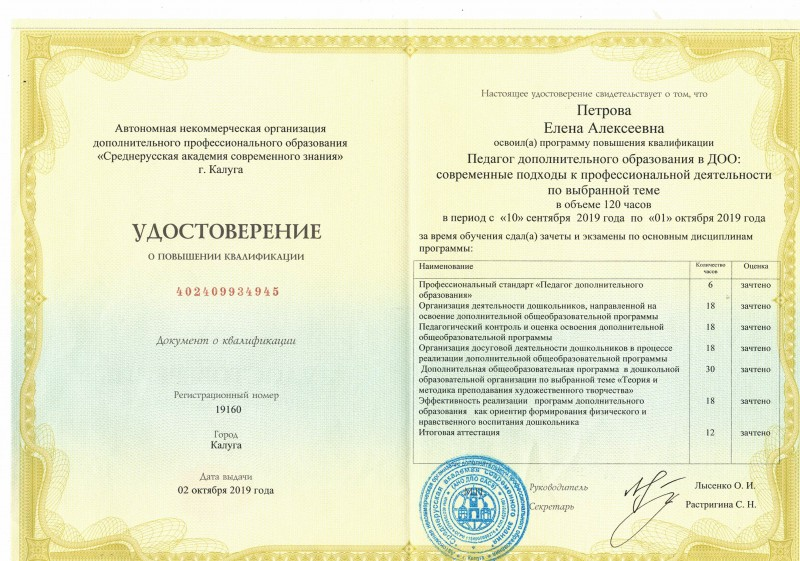 Автономная некоммерческая организация
дополнительного профессионального образования
«Среднерусская академия современного знания»
г. Калуга
УДОСТОВЕРЕНИЕ
О ПОВЫШЕНИИ КВАЛИФИКАЦИИ
402409934945
Документ о квалификации
Регистрационный номер
19160
Город
Калуга
Дата выдачи
02 октября 2019 года
Настоящее удостоверение свидетельствует о том, что
Петрова
Елена Алексеевна
освоил(а) программу повышения квалификации
Педагог дополнительного образования в ДОО:
современные подходы к профессиональной деятельности
по выбранной теме
в объеме 120 часов
в период с «10» сентября 2019 года по «01» октября 2019 года
за время обучения сдал(а) зачеты и экзамены по основным дисциплинам
программы:
Наименование Количество часов Оценка
Профессиональный стандарт «Педагог дополнительного 6 зачтено
образования»
Организация деятельности дошкольников, направленной на 18 зачтено
освоение дополнительной общеобразовательной программы
Педагогический контроль и оценка освоения дополнительной 18 зачтено
общеобразовательной программы
Организация досуговой деятельности дошкольников в процессе 18 зачтено
реализации дополнительной общеобразовательной программы
Дополнительная общеобразовательная программа в дошкольной 30 зачтено
образовательной организации по выбранной теме «Теория и
методика преподавания художественного творчества»
Эффективность реализации программ дополнительного 18 зачтено
образования как ориентир формирования физического и
нравственного воспитания дошкольника
Итоговая аттестация 12 зачтено
Руководитель Лысенко О. И.
Секретарь Растригина С. Н.